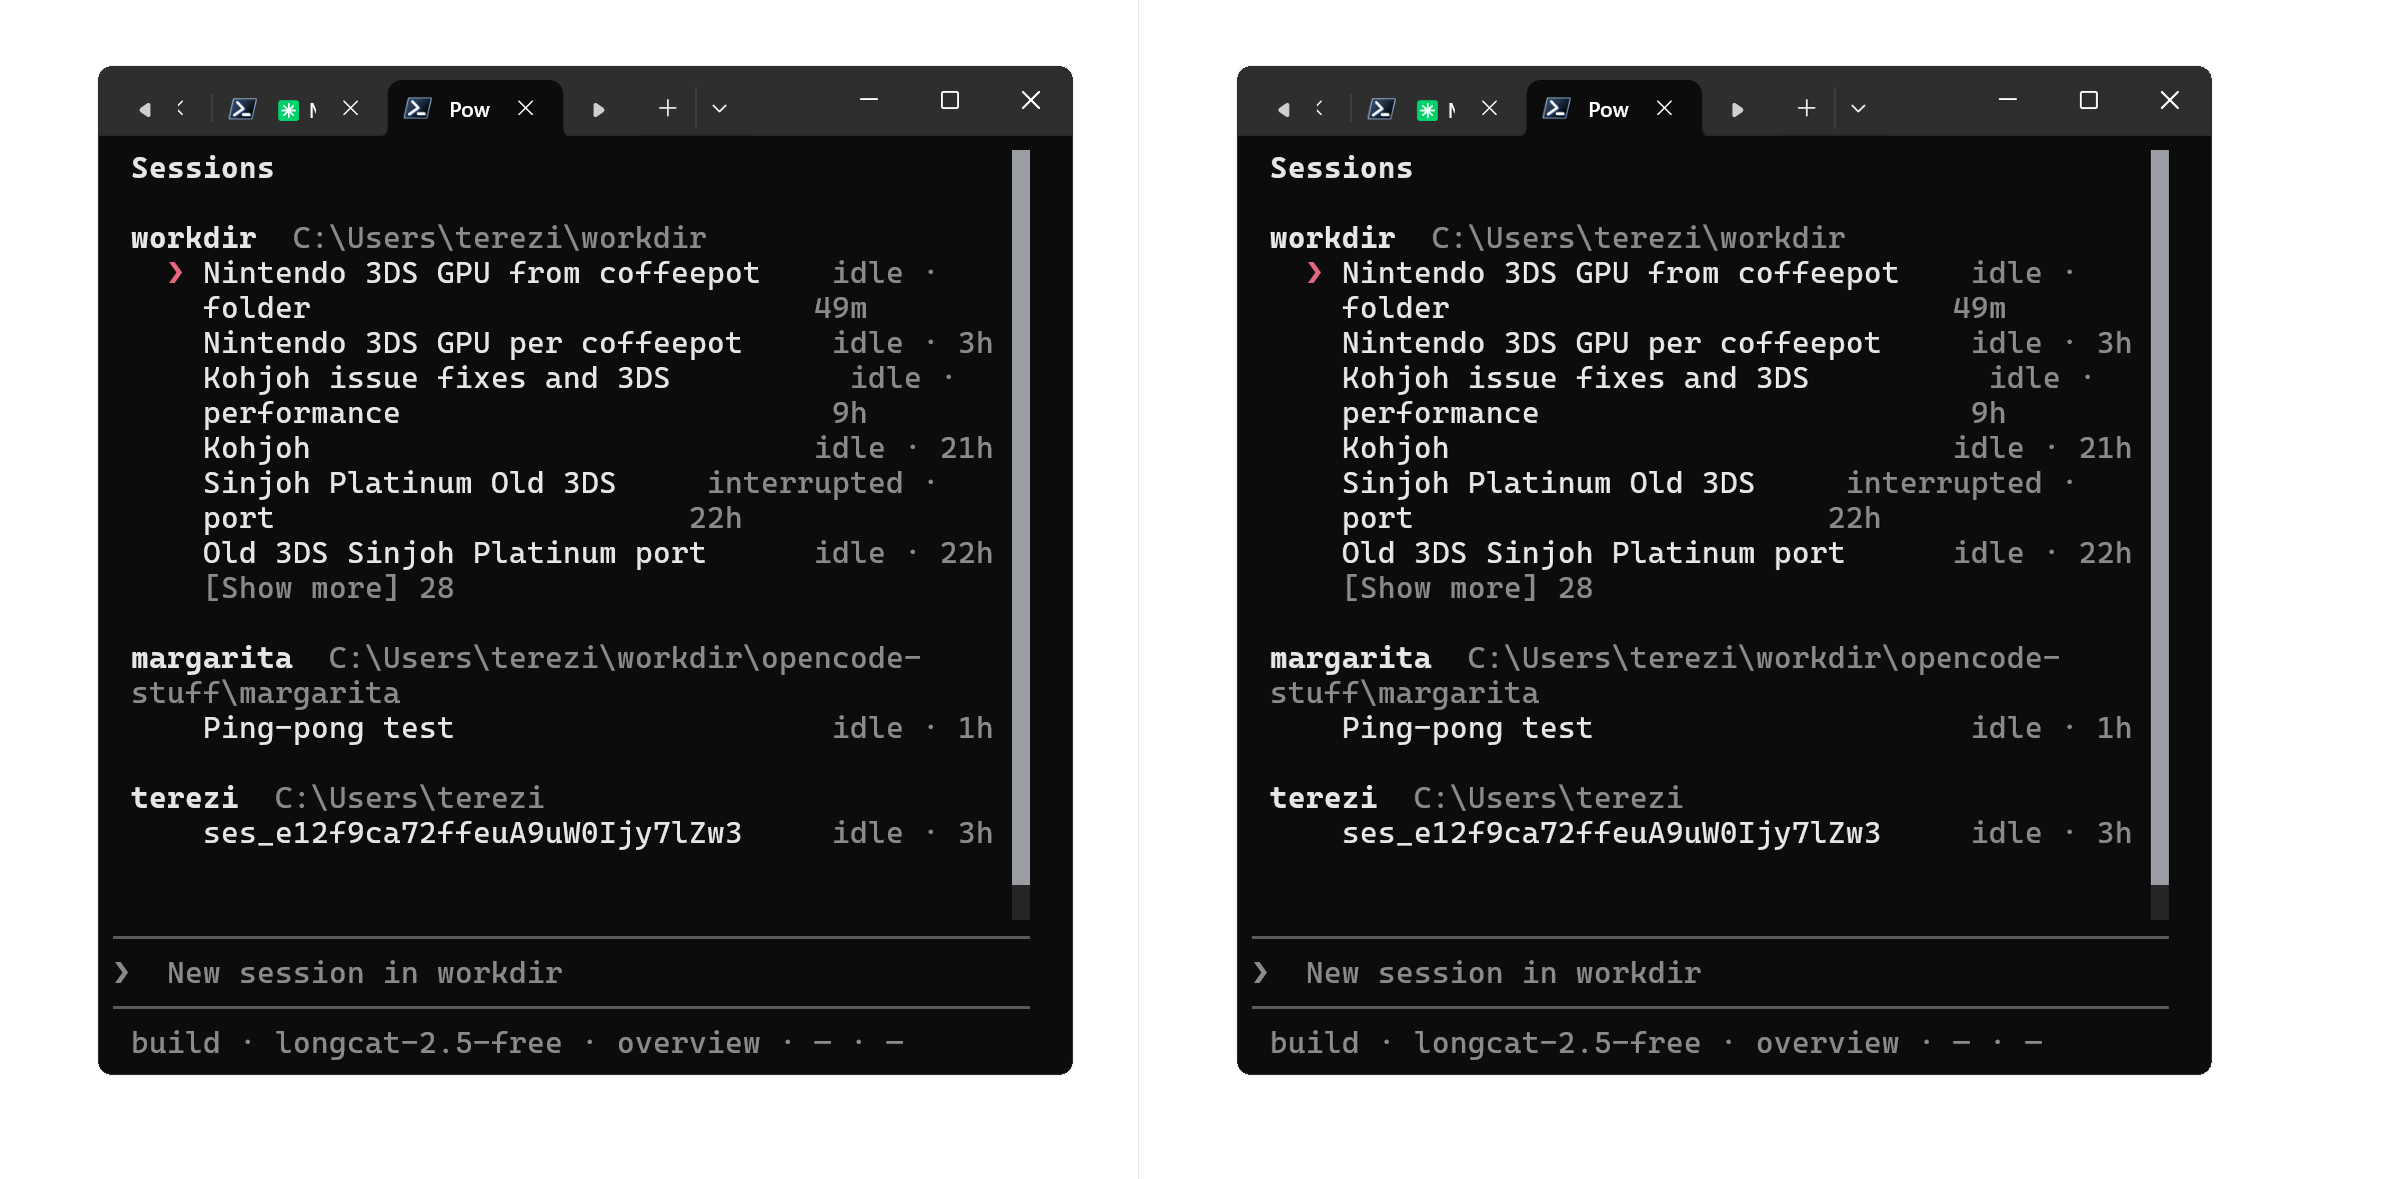 Pow
Sessions
workdir C:\Users\terezi\workdir
❯ Nintendo 3DS GPU from coffeepot idle ·
folder 49m
Nintendo 3DS GPU per coffeepot idle · 3h
Kohjoh issue fixes and 3DS idle ·
performance 9h
Kohjoh idle · 21h
Sinjoh Platinum Old 3DS interrupted ·
port 22h
Old 3DS Sinjoh Platinum port idle · 22h
[Show more] 28
margarita C:\Users\terezi\workdir\opencode-
stuff\margarita
Ping-pong test idle · 1h
terezi C:\Users\terezi
ses_e12f9ca72ffeuA9uW0Ijy7lZw3 idle · 3h
❯ New session in workdir
build · longcat-2.5-free · overview · — · —
Pow
Sessions
workdir C:\Users\terezi\workdir
❯ Nintendo 3DS GPU from coffeepot idle ·
folder 49m
Nintendo 3DS GPU per coffeepot idle · 3h
Kohjoh issue fixes and 3DS idle ·
performance 9h
Kohjoh idle · 21h
Sinjoh Platinum Old 3DS interrupted ·
port 22h
Old 3DS Sinjoh Platinum port idle · 22h
[Show more] 28
margarita C:\Users\terezi\workdir\opencode-
stuff\margarita
Ping-pong test idle · 1h
terezi C:\Users\terezi
ses_e12f9ca72ffeuA9uW0Ijy7lZw3 idle · 3h
❯ New session in workdir
build · longcat-2.5-free · overview · — · —